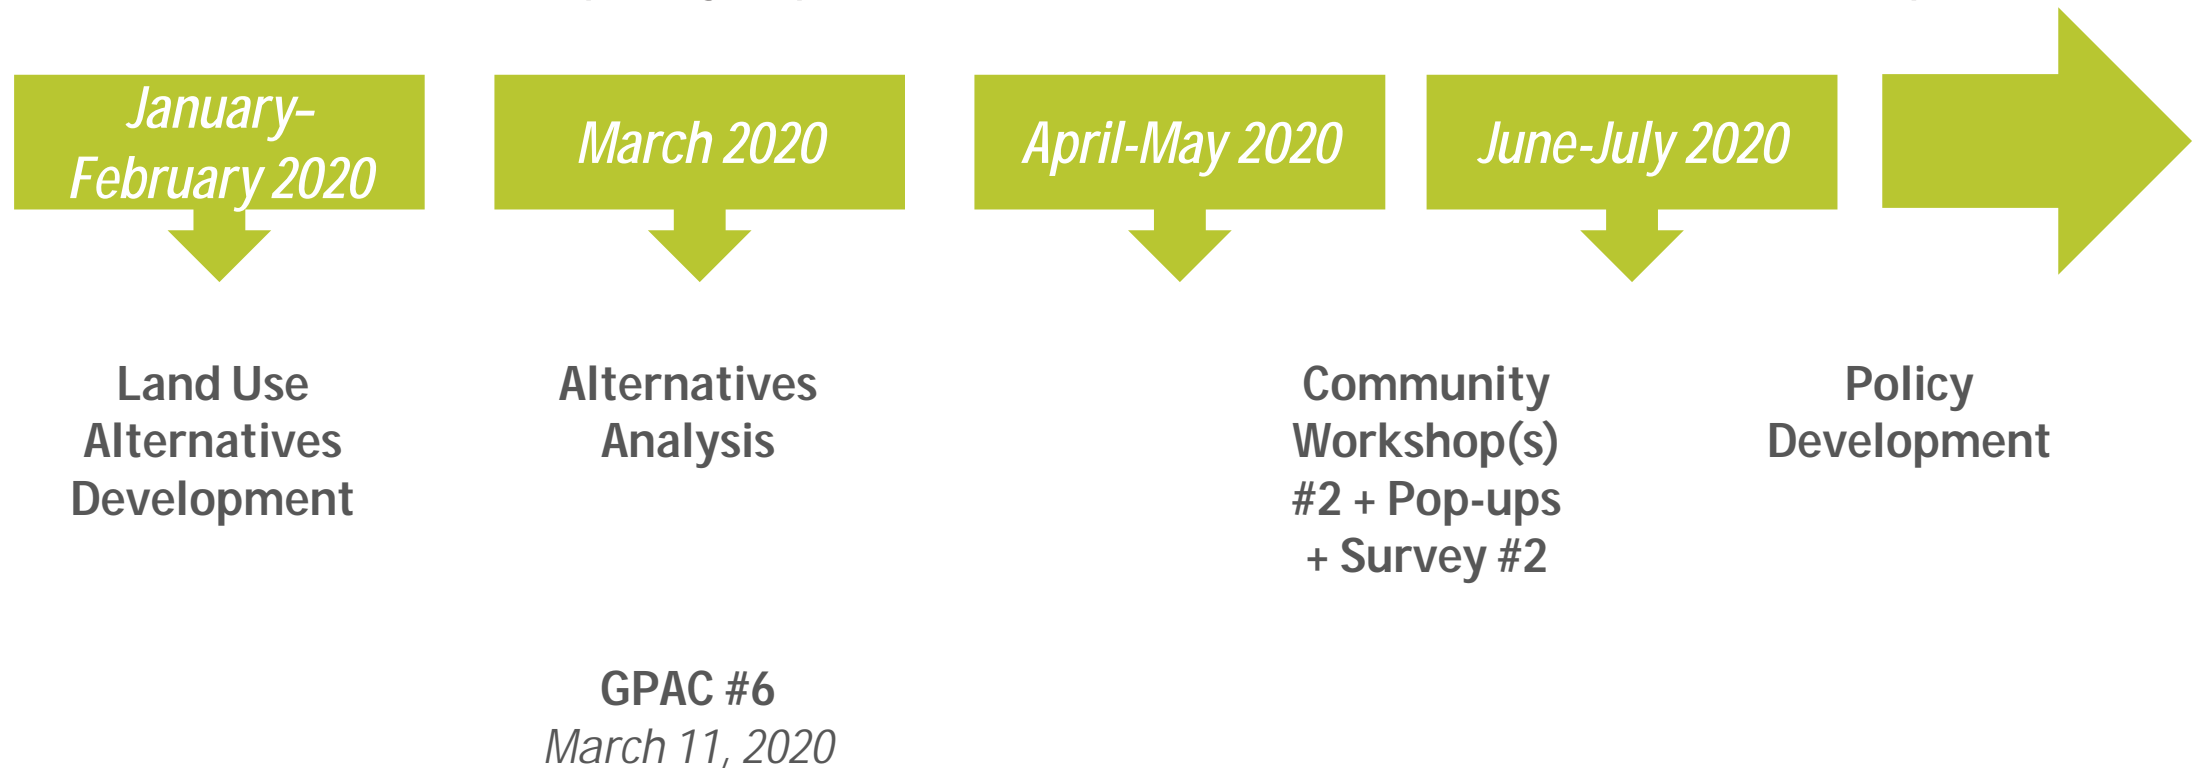 January–
February 2020
March 2020
April-May 2020
June-July 2020
Land Use
Alternatives
Development
Alternatives
Analysis
Community
Workshop(s)
#2 + Pop-ups
+ Survey #2
Policy
Development
GPAC #6
March 11, 2020